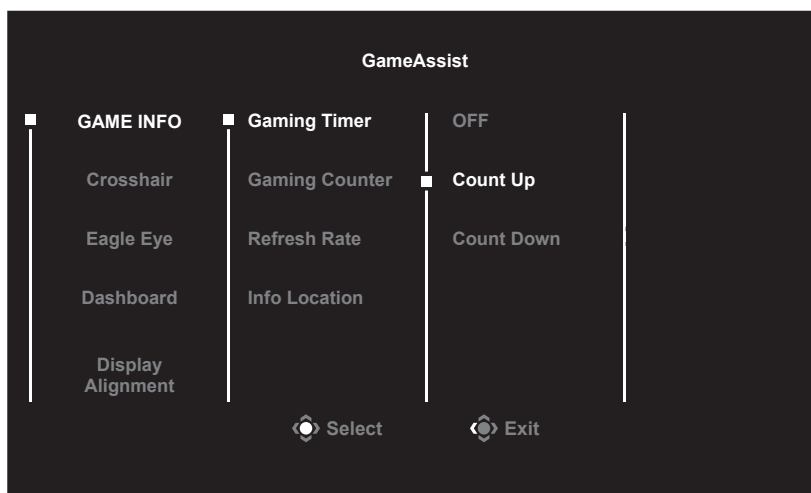 GameAssist
GAME INFO
Crosshair
Eagle Eye
Dashboard
Display
Alignment
Gaming Timer
Gaming Counter
Refresh Rate
Info Location
OFF
Count Up
Count Down
Select
Exit